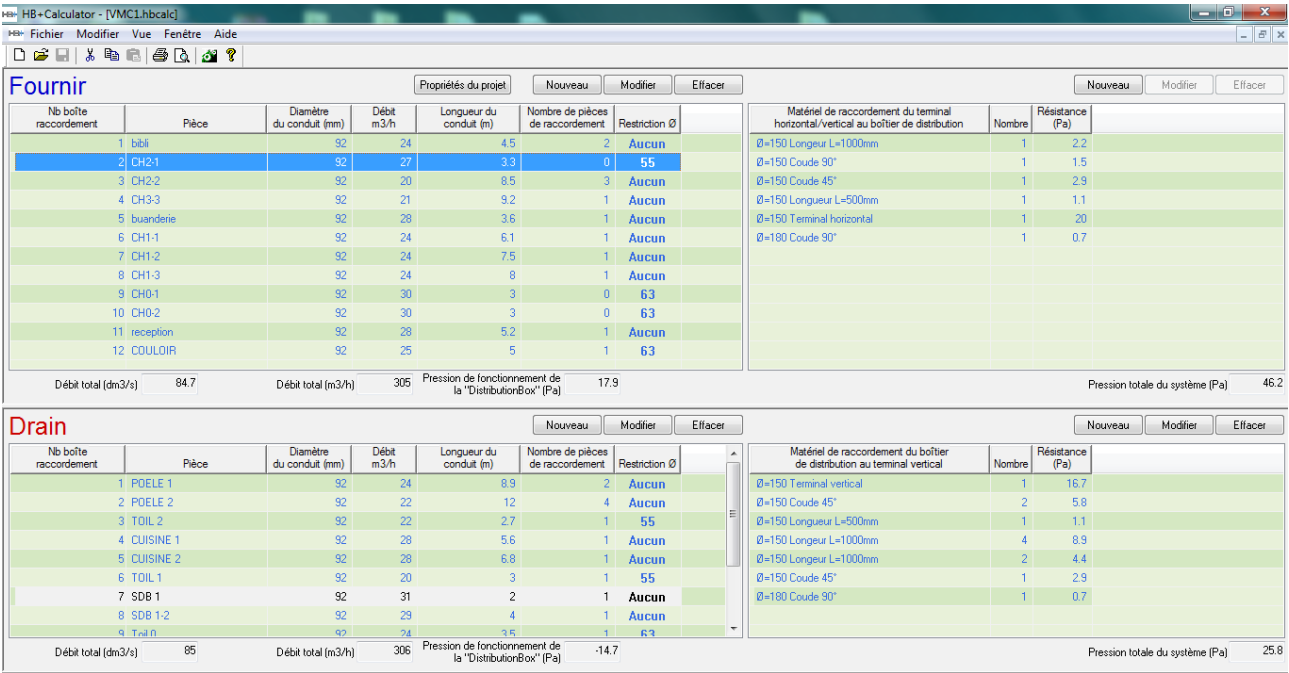 HB+Calculator - [VMC1.hbcalc]
Fichier Modifier Vue Fenêtre Aide
Fournir
Propriétés du projet Nouveau Modifier Effacer
Nb boîte raccordement Pièce Diamètre du conduit (mm) Débit m3/h Longueur du conduit (m) Nombre de pièces de raccordement Restriction Ø
1 bibli 92 24 4.5 2 Aucun
2 CH2-1 92 27 3.3 0 55
3 CH2-2 92 20 8.5 3 Aucun
4 CH3-3 92 21 9.2 1 Aucun
5 buanderie 92 28 3.6 1 Aucun
6 CH1-1 92 24 6.1 1 Aucun
7 CH1-2 92 24 7.5 1 Aucun
8 CH1-3 92 24 8 1 Aucun
9 CH0-1 92 30 3 0 63
10 CH0-2 92 30 3 0 63
11 reception 92 28 5.2 1 Aucun
12 COULOIR 92 25 5 1 63
Débit total (dm3/s) 84.7 Débit total (m3/h) 305 Pression de fonctionnement de la "DistributionBox" (Pa) 17.9
Nouveau Modifier Effacer
Matériel de raccordement du terminal horizontal/vertical au boîtier de distribution Nombre Résistance (Pa)
Ø=150 Longeur L=1000mm 1 2.2
Ø=150 Coude 90° 1 1.5
Ø=150 Coude 45° 1 2.9
Ø=150 Longueur L=500mm 1 1.1
Ø=150 Terminal horizontal 1 20
Ø=180 Coude 90° 1 0.7
Pression totale du système (Pa) 46.2
Drain
Nouveau Modifier Effacer
Nb boîte raccordement Pièce Diamètre du conduit (mm) Débit m3/h Longueur du conduit (m) Nombre de pièces de raccordement Restriction Ø
1 POELE 1 92 24 8.9 2 Aucun
2 POELE 2 92 22 12 4 Aucun
3 TOIL 2 92 22 2.7 1 55
4 CUISINE 1 92 28 5.6 1 Aucun
5 CUISINE 2 92 28 6.8 1 Aucun
6 TOIL 1 92 20 3 1 55
7 SDB 1 92 31 2 1 Aucun
8 SDB 1-2 92 29 4 1 Aucun
9 Toil 0 92 24 3.5 1 63
Débit total (dm3/s) 85 Débit total (m3/h) 306 Pression de fonctionnement de la "DistributionBox" (Pa) -14.7
Nouveau Modifier Effacer
Matériel de raccordement du boîtier de distribution au terminal vertical Nombre Résistance (Pa)
Ø=150 Terminal vertical 1 16.7
Ø=150 Coude 45° 2 5.8
Ø=150 Longueur L=500mm 1 1.1
Ø=150 Longeur L=1000mm 4 8.9
Ø=150 Longeur L=1000mm 2 4.4
Ø=150 Coude 45° 1 2.9
Ø=180 Coude 90° 1 0.7
Pression totale du système (Pa) 25.8